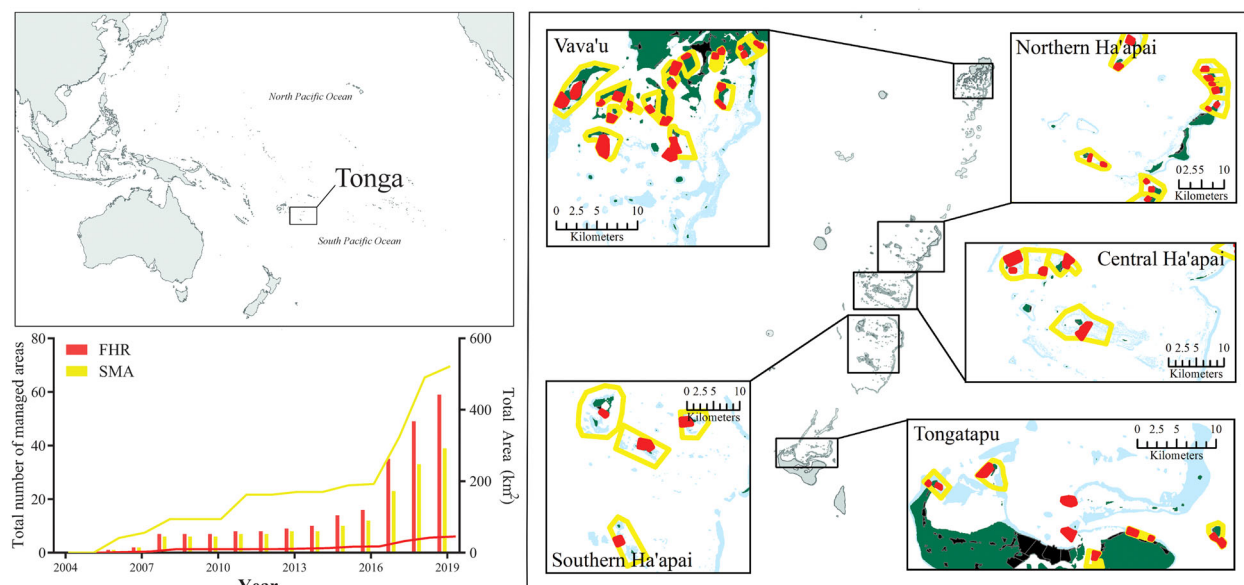 North Pacific Ocean
Tonga
South Pacific Ocean
80
60
40
20
0
Total number of managed areas
FHR
SMA
600
400
200
0
Total Area (km²)
2004 2007 2010 2013 2016 2019
Year
Vava'u
0 2.5 5 10
Kilometers
Northern Ha'apai
0 2.5 5 10
Kilometers
Central Ha'apai
0 2.5 5 10
Kilometers
Southern Ha'apai
0 2.5 5 10
Kilometers
Tongatapu
0 2.5 5 10
Kilometers